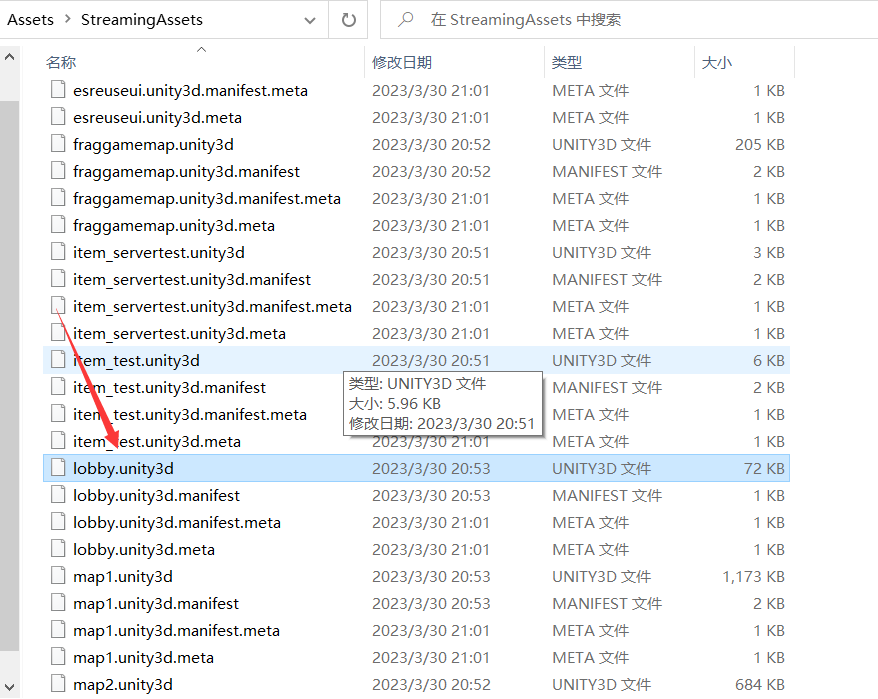 Assets > StreamingAssets
在 StreamingAssets 中搜索
名称 修改日期 类型 大小
esreuseui.unity3d.manifest.meta 2023/3/30 21:01 META 文件 1 KB
esreuseui.unity3d.meta 2023/3/30 21:01 META 文件 1 KB
fraggamemap.unity3d 2023/3/30 20:52 UNITY3D 文件 205 KB
fraggamemap.unity3d.manifest 2023/3/30 20:52 MANIFEST 文件 2 KB
fraggamemap.unity3d.manifest.meta 2023/3/30 21:01 META 文件 1 KB
fraggamemap.unity3d.meta 2023/3/30 21:01 META 文件 1 KB
item_servertest.unity3d 2023/3/30 20:51 UNITY3D 文件 3 KB
item_servertest.unity3d.manifest 2023/3/30 20:51 MANIFEST 文件 2 KB
item_servertest.unity3d.manifest.meta 2023/3/30 21:01 META 文件 1 KB
item_servertest.unity3d.meta 2023/3/30 21:01 META 文件 1 KB
item_test.unity3d 2023/3/30 20:51 UNITY3D 文件 6 KB
item_test.unity3d.manifest MANIFEST 文件 2 KB
item_test.unity3d.manifest.meta META 文件 1 KB
item_test.unity3d.meta 2023/3/30 21:01 META 文件 1 KB
类型: UNITY3D 文件
大小: 5.96 KB
修改日期: 2023/3/30 20:51
lobby.unity3d 2023/3/30 20:53 UNITY3D 文件 72 KB
lobby.unity3d.manifest 2023/3/30 20:53 MANIFEST 文件 1 KB
lobby.unity3d.manifest.meta 2023/3/30 21:01 META 文件 1 KB
lobby.unity3d.meta 2023/3/30 21:01 META 文件 1 KB
map1.unity3d 2023/3/30 20:53 UNITY3D 文件 1,173 KB
map1.unity3d.manifest 2023/3/30 20:53 MANIFEST 文件 2 KB
map1.unity3d.manifest.meta 2023/3/30 21:01 META 文件 1 KB
map1.unity3d.meta 2023/3/30 21:01 META 文件 1 KB
map2.unity3d 2023/3/30 20:52 UNITY3D 文件 684 KB